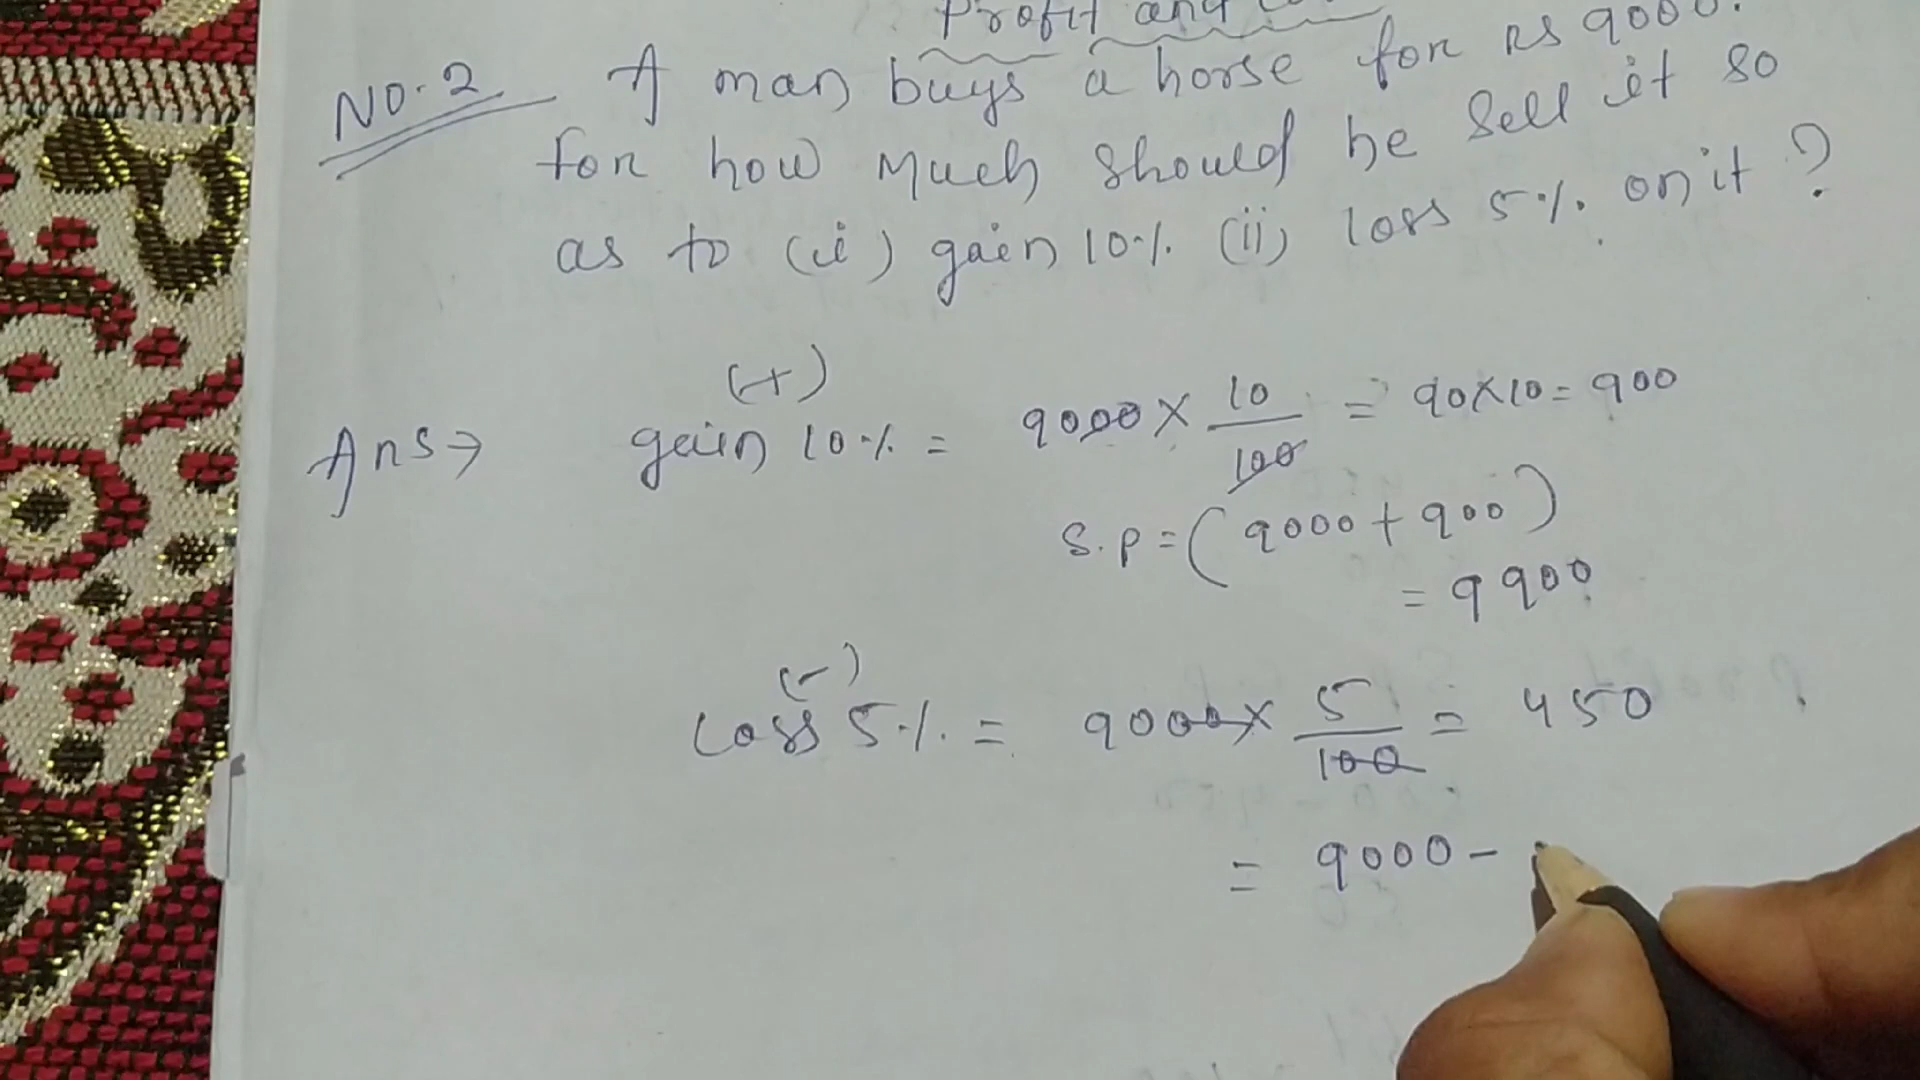 Profit and
NO.2 A man buys a horse for Rs 9000.
for how much should he sell it so
as to (i) gain 10% (ii) loss 5% on it ?
(+)
Ans→ gain 10% = 9000 × 10/100 = 90×10 = 900
S.P = (9000 + 900)
= 9900
(-)
Loss 5% = 9000 × 5/100 = 450
= 9000 -